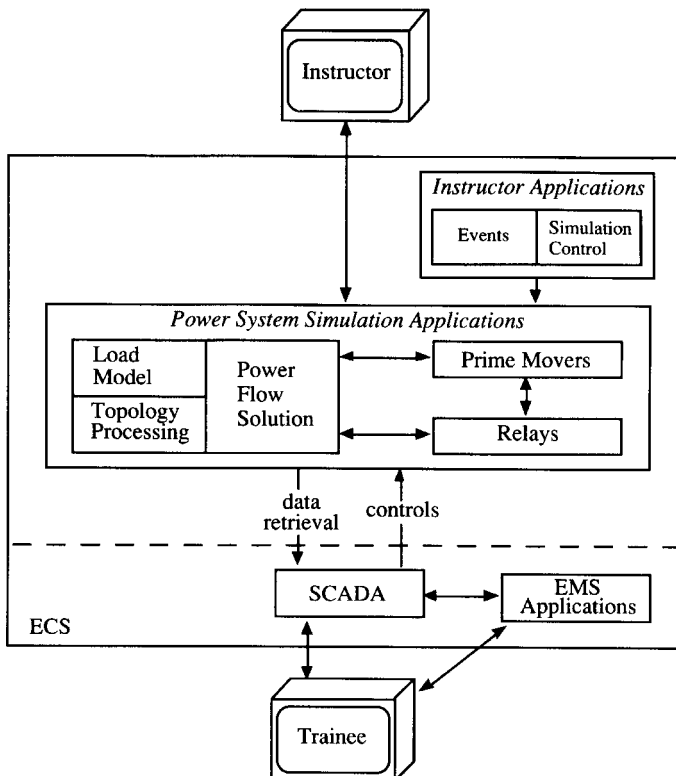 Instructor
Instructor Applications
Events
Simulation
Control
Power System Simulation Applications
Load
Model
Topology
Processing
Power
Flow
Solution
Prime Movers
Relays
data
retrieval
controls
SCADA
EMS
Applications
ECS
Trainee